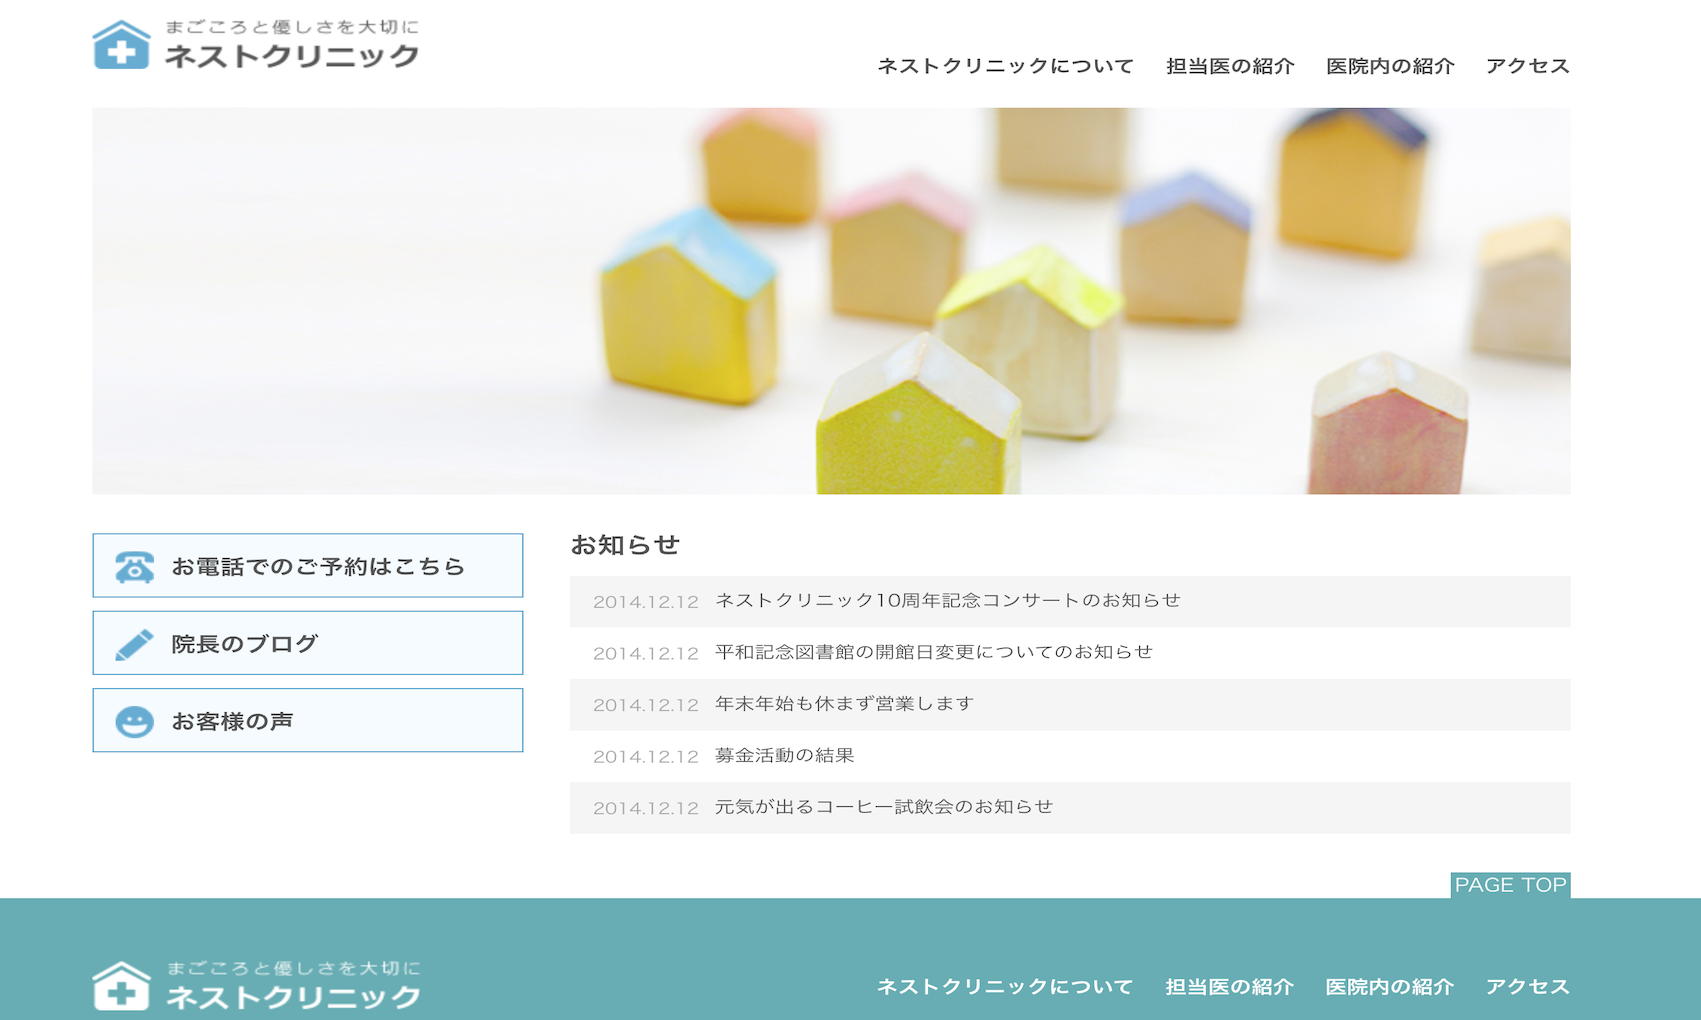 まごころと優しさを大切に
ネストクリニック
ネストクリニックについて 担当医の紹介 医院内の紹介 アクセス
お電話でのご予約はこちら
院長のブログ
お客様の声
お知らせ
2014.12.12 ネストクリニック10周年記念コンサートのお知らせ
2014.12.12 平和記念図書館の開館日変更についてのお知らせ
2014.12.12 年末年始も休まず営業します
2014.12.12 募金活動の結果
2014.12.12 元気が出るコーヒー試飲会のお知らせ
PAGE TOP
まごころと優しさを大切に
ネストクリニック
ネストクリニックについて 担当医の紹介 医院内の紹介 アクセス